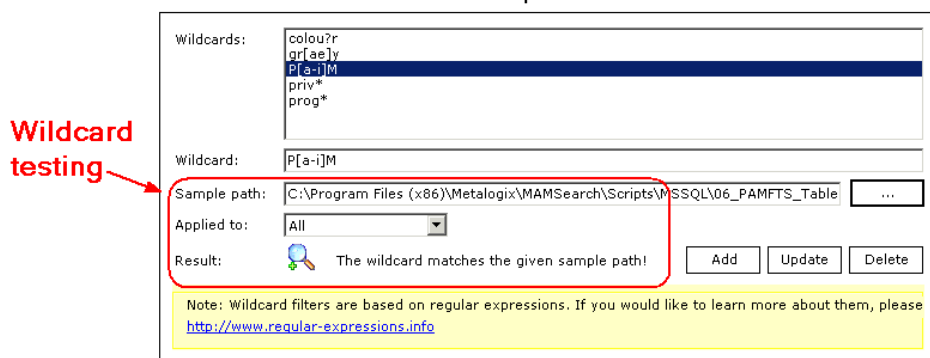 Wildcards:
colou?r
gr[ae]y
P[a-i]M
priv*
prog*
Wildcard
testing
Wildcard: P[a-i]M
Sample path: C:\Program Files (x86)\Metalogix\MAMSearch\Scripts\MSSQL\06_PAMFTS_Table ...
Applied to: All
Result: The wildcard matches the given sample path! Add Update Delete
Note: Wildcard filters are based on regular expressions. If you would like to learn more about them, please
http://www.regular-expressions.info